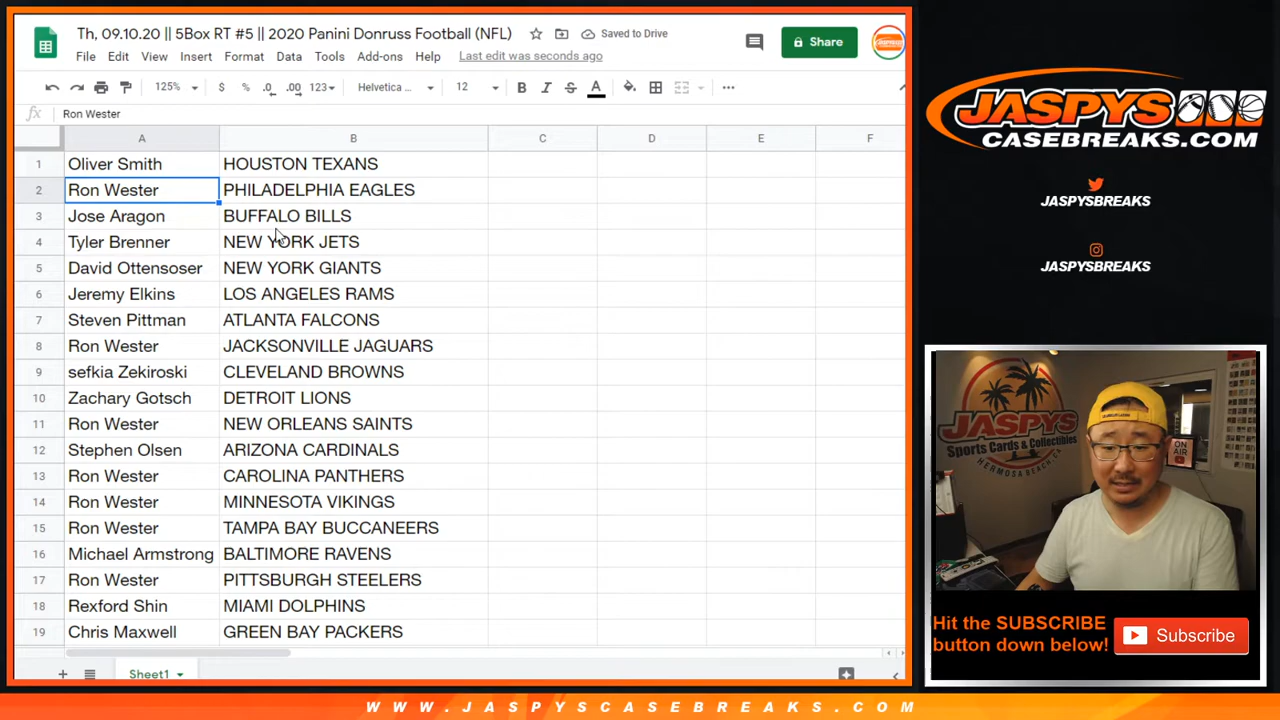 Th, 09.10.20 || 5Box RT #5 || 2020 Panini Donruss Football (NFL)
Saved to Drive
File Edit View Insert Format Data Tools Add-ons Help Last edit was seconds ago
Share
125% $ % .0 .00 123 Helvetica ... 12 B I S A
fx Ron Wester
A B C D E F
1 Oliver Smith HOUSTON TEXANS
2 Ron Wester PHILADELPHIA EAGLES
3 Jose Aragon BUFFALO BILLS
4 Tyler Brenner NEW YORK JETS
5 David Ottensoser NEW YORK GIANTS
6 Jeremy Elkins LOS ANGELES RAMS
7 Steven Pittman ATLANTA FALCONS
8 Ron Wester JACKSONVILLE JAGUARS
9 sefkia Zekiroski CLEVELAND BROWNS
10 Zachary Gotsch DETROIT LIONS
11 Ron Wester NEW ORLEANS SAINTS
12 Stephen Olsen ARIZONA CARDINALS
13 Ron Wester CAROLINA PANTHERS
14 Ron Wester MINNESOTA VIKINGS
15 Ron Wester TAMPA BAY BUCCANEERS
16 Michael Armstrong BALTIMORE RAVENS
17 Ron Wester PITTSBURGH STEELERS
18 Rexford Shin MIAMI DOLPHINS
19 Chris Maxwell GREEN BAY PACKERS
Sheet1
JASPYS
CASEBREAKS.COM
JASPYSBREAKS
JASPYSBREAKS
JASPYS
Sports Cards & Collectibles
HERMOSA BEACH, CA
ON AIR
Hit the SUBSCRIBE
button down below!
Subscribe
WWW.JASPYSCASEBREAKS.COM